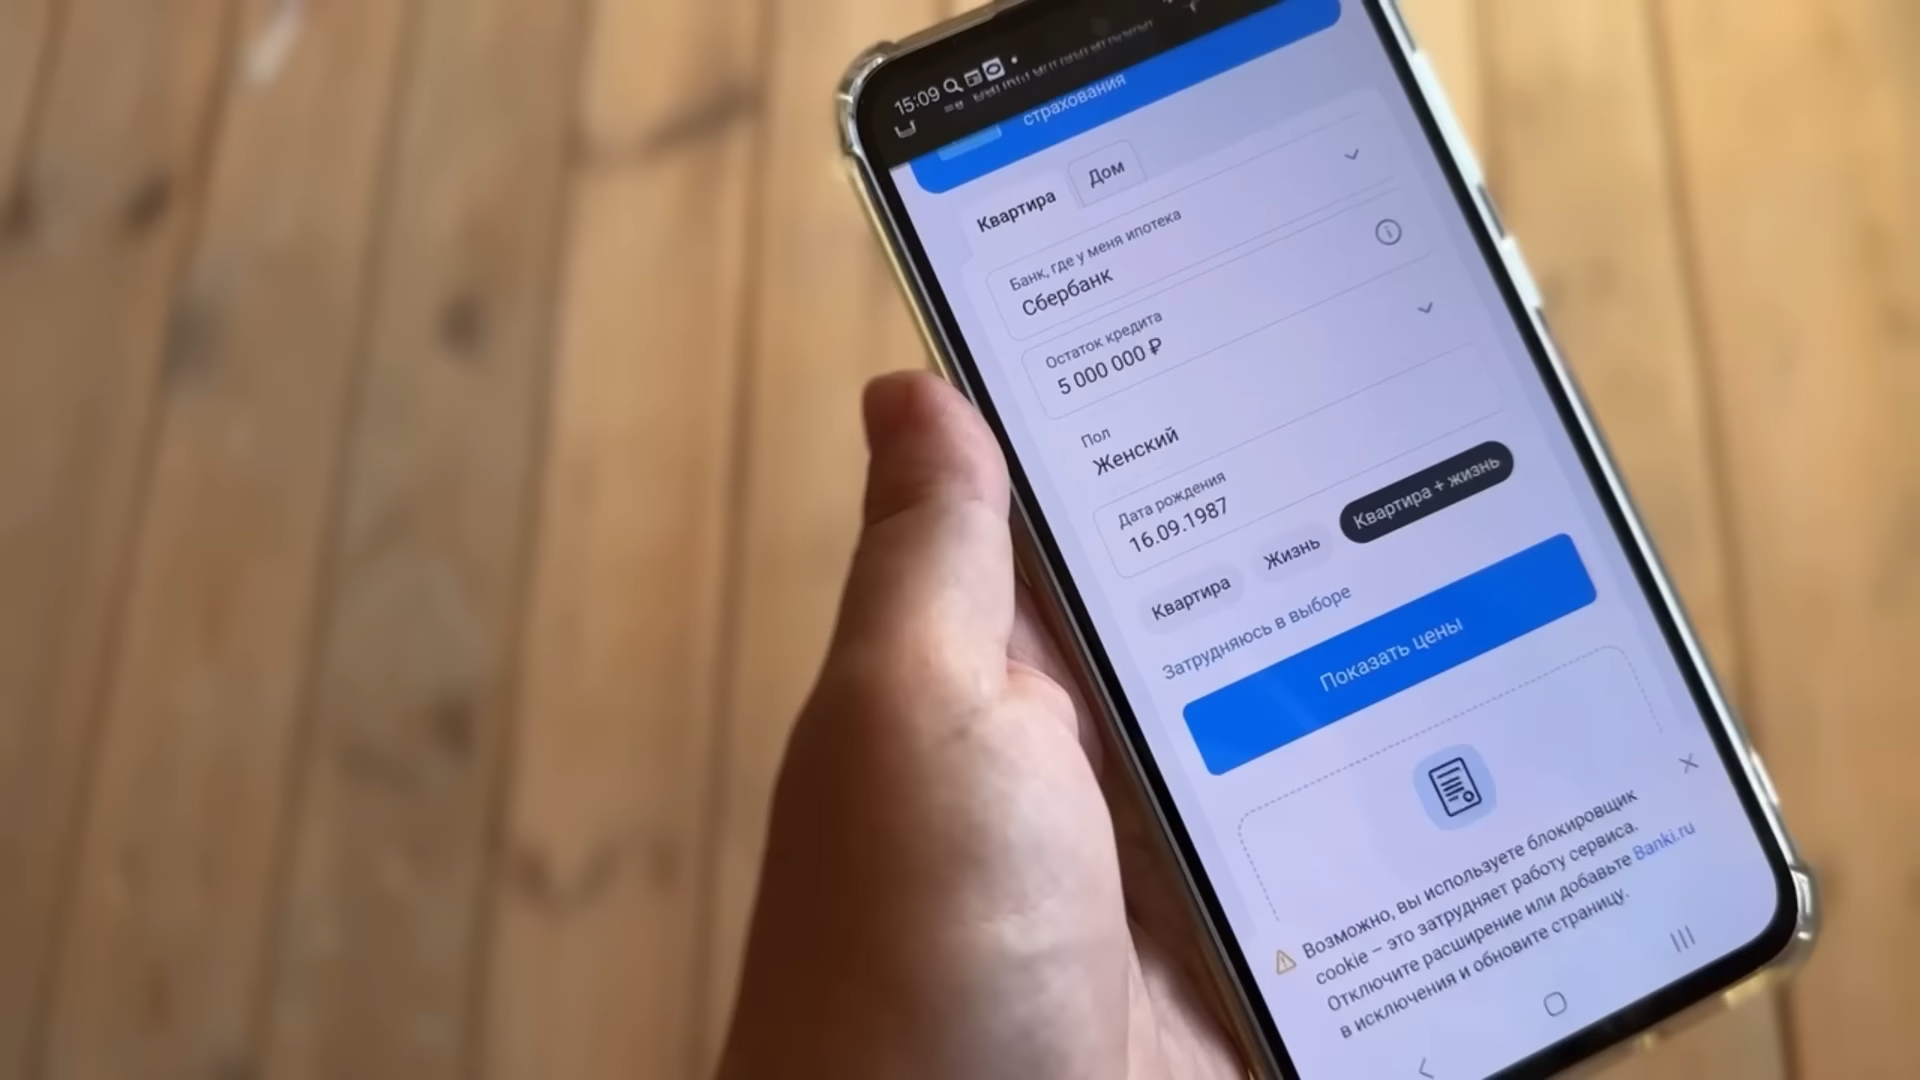 15:09
страхования
Квартира
Дом
Банк, где у меня ипотека
Сбербанк
Остаток кредита
5 000 000 ₽
Пол
Женский
Дата рождения
16.09.1987
Квартира
Жизнь
Квартира + жизнь
Затрудняюсь в выборе
Показать цены
Возможно, вы используете блокировщик
cookie – это затрудняет работу сервиса.
Отключите расширение или добавьте Banki.ru
в исключения и обновите страницу.